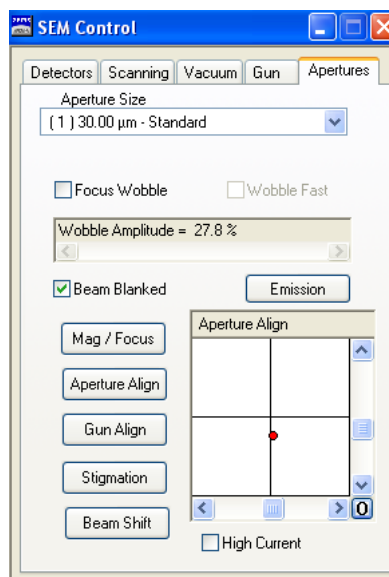 SEM Control
Detectors Scanning Vacuum Gun Apertures
Aperture Size
( 1 ) 30.00 µm - Standard
Focus Wobble Wobble Fast
Wobble Amplitude = 27.8 %
Beam Blanked Emission
Mag / Focus
Aperture Align
Gun Align
Stigmation
Beam Shift
Aperture Align
0
High Current